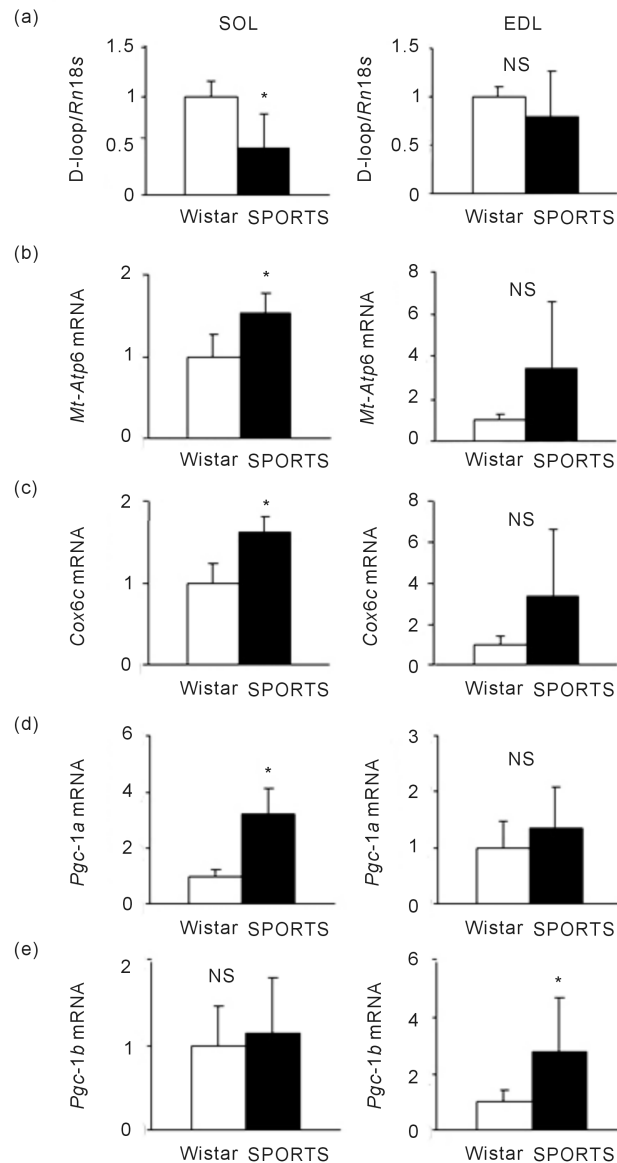 (a)
SOL
EDL
D-loop/Rn18s
1.5
1
0.5
0
*
Wistar SPORTS
D-loop/Rn18s
1.5
1
0.5
0
NS
Wistar SPORTS
(b)
Mt-Atp6 mRNA
2
1
0
*
Wistar SPORTS
Mt-Atp6 mRNA
8
6
4
2
0
NS
Wistar SPORTS
(c)
Cox6c mRNA
2
1
0
*
Wistar SPORTS
Cox6c mRNA
8
6
4
2
0
NS
Wistar SPORTS
(d)
Pgc-1a mRNA
6
4
2
0
*
Wistar SPORTS
Pgc-1a mRNA
3
2
1
0
NS
Wistar SPORTS
(e)
Pgc-1b mRNA
2
1
0
NS
Wistar SPORTS
Pgc-1b mRNA
6
4
2
0
*
Wistar SPORTS